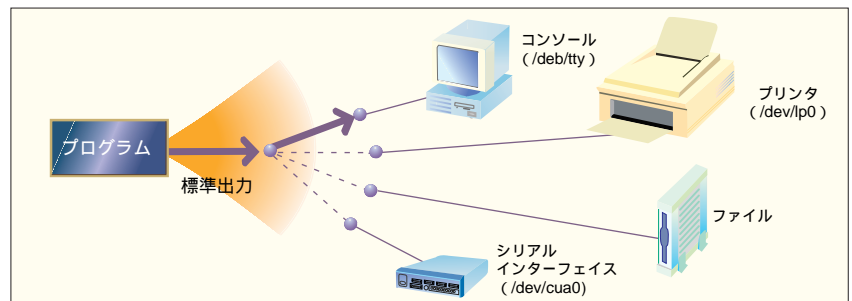 コンソール
（/deb/tty）
プリンタ
（/dev/lp0）
プログラム
標準出力
ファイル
シリアル
インターフェイス
（/dev/cua0)